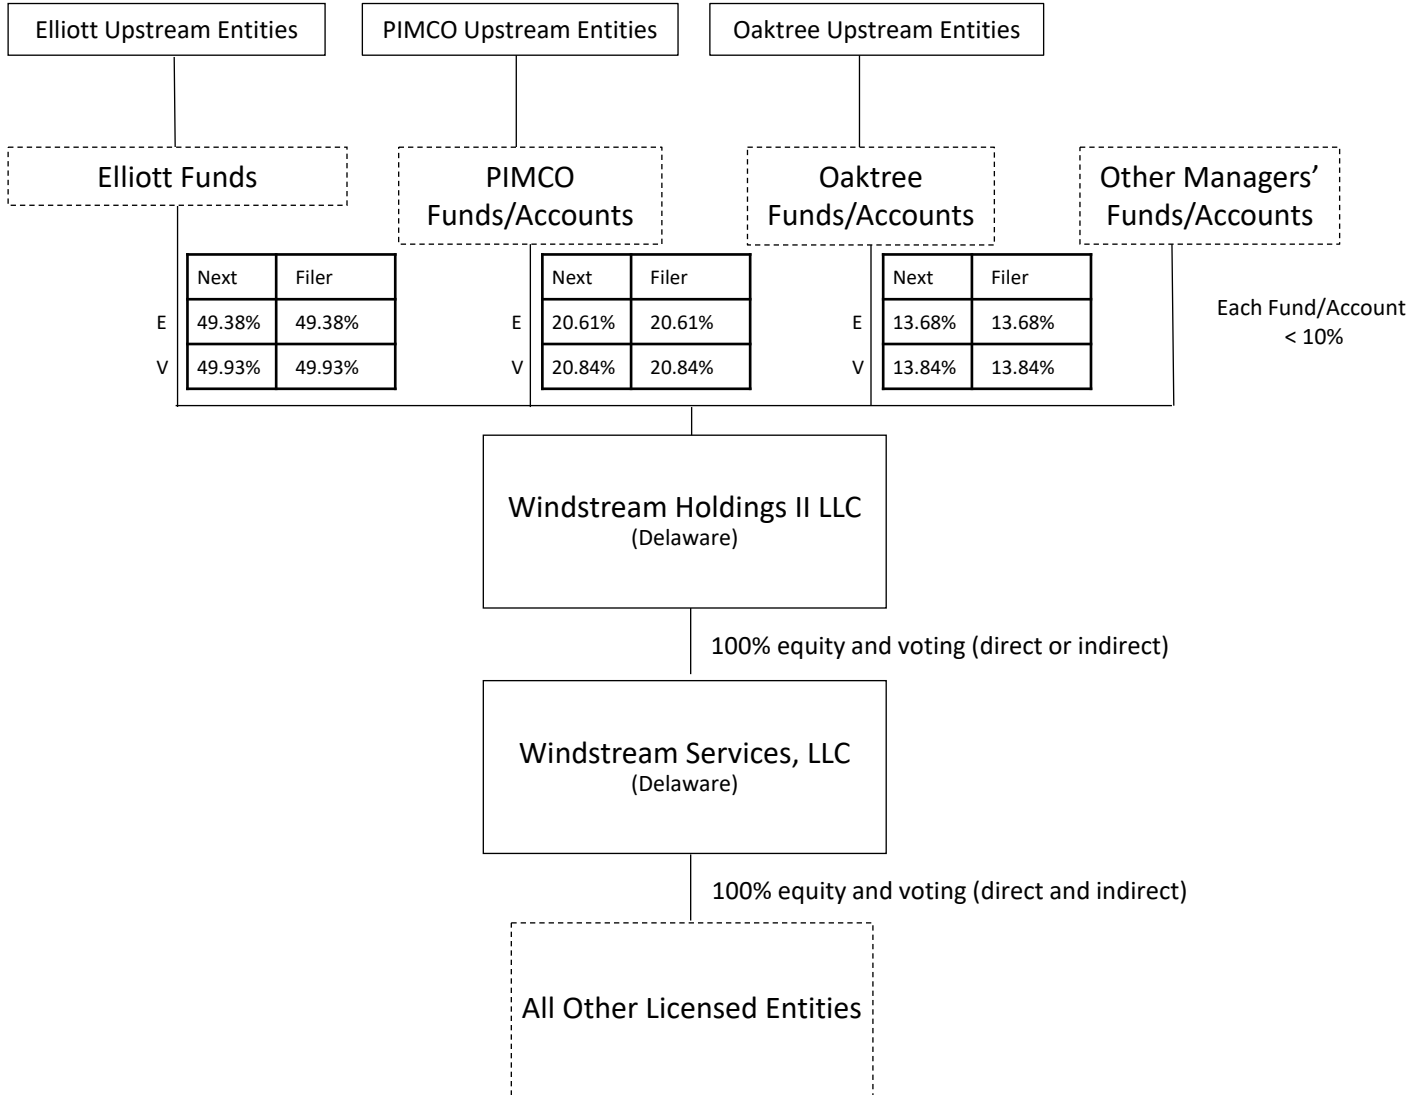 Elliott Upstream Entities
PIMCO Upstream Entities
Oaktree Upstream Entities
Elliott Funds
PIMCO
Funds/Accounts
Oaktree
Funds/Accounts
Other Managers’
Funds/Accounts
Next Filer
E 49.38% 49.38%
V 49.93% 49.93%
Next Filer
E 20.61% 20.61%
V 20.84% 20.84%
Next Filer
E 13.68% 13.68%
V 13.84% 13.84%
Each Fund/Account
< 10%
Windstream Holdings II LLC
(Delaware)
100% equity and voting (direct or indirect)
Windstream Services, LLC
(Delaware)
100% equity and voting (direct and indirect)
All Other Licensed Entities